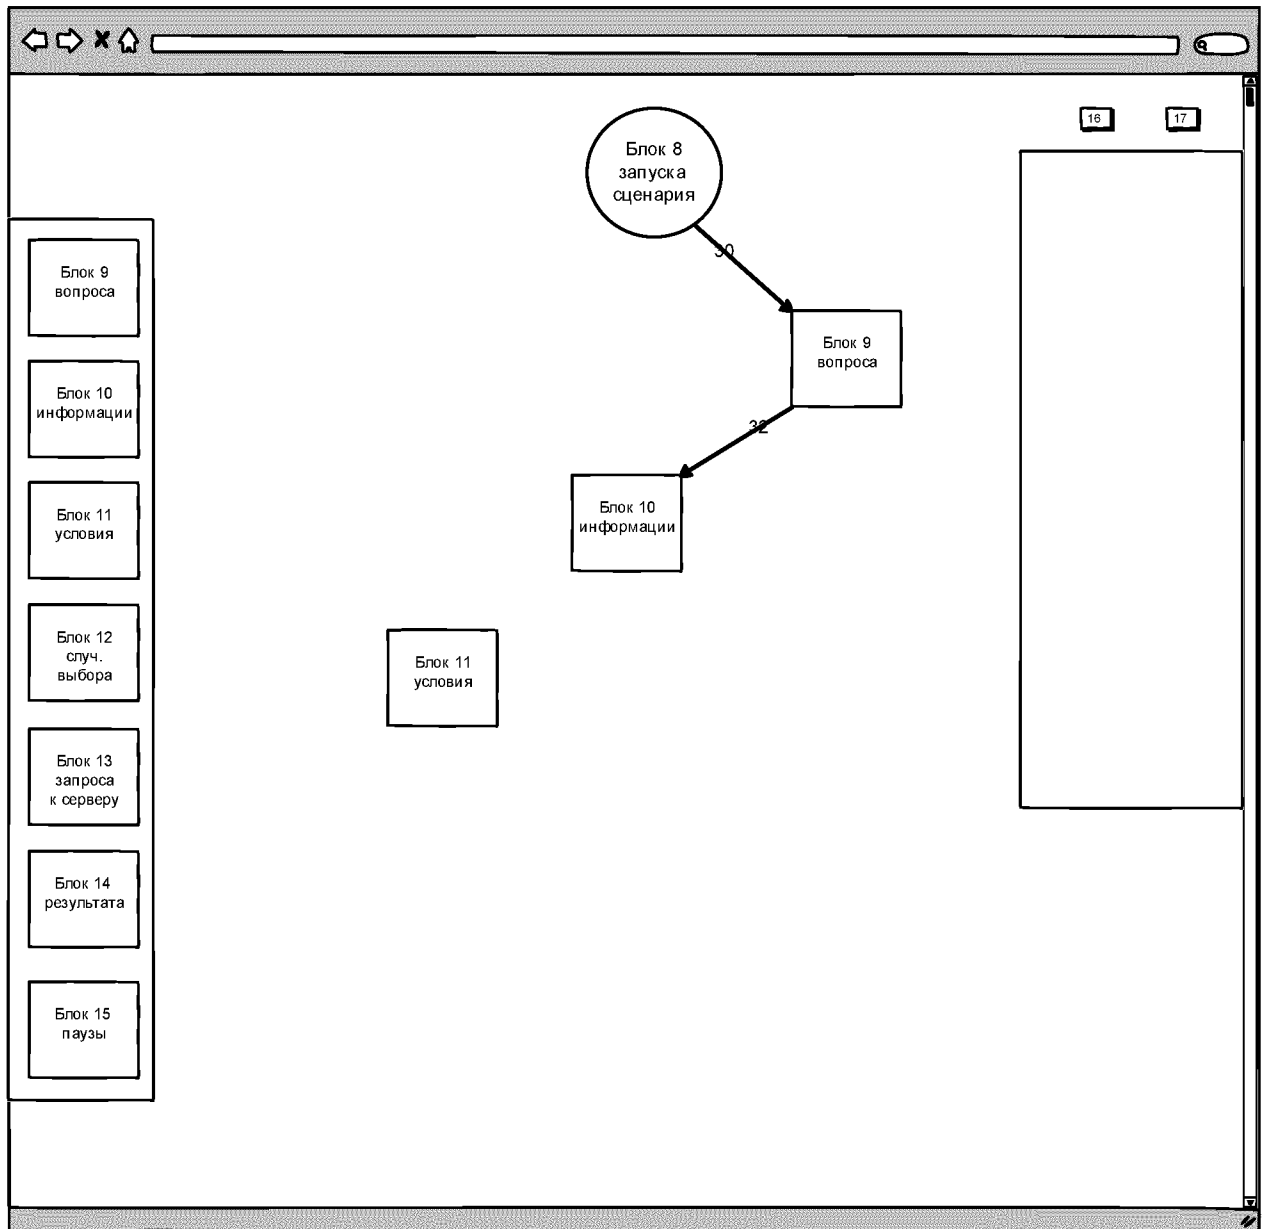 16
17
Блок 8
запуска
сценария
30
Блок 9
вопроса
32
Блок 10
информации
Блок 11
условия
Блок 9
вопроса
Блок 10
информации
Блок 11
условия
Блок 12
случ.
выбора
Блок 13
запроса
к серверу
Блок 14
результата
Блок 15
паузы